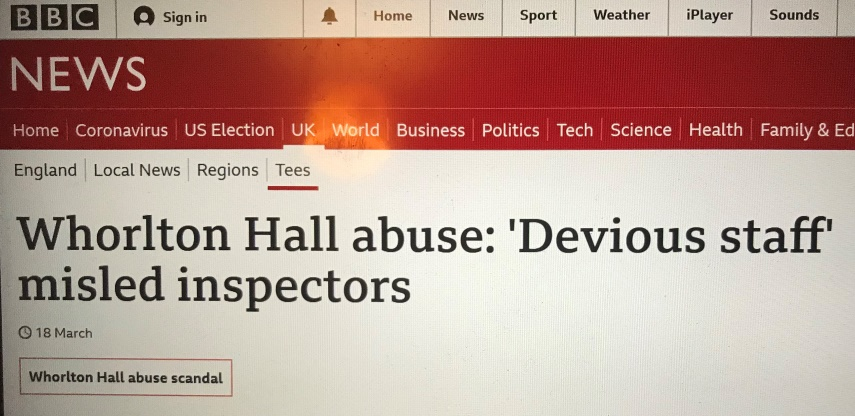 BBC Sign in Home News Sport Weather iPlayer Sounds
NEWS
Home Coronavirus US Election UK World Business Politics Tech Science Health Family & Ed
England Local News Regions Tees
Whorlton Hall abuse: 'Devious staff'
misled inspectors
18 March
Whorlton Hall abuse scandal